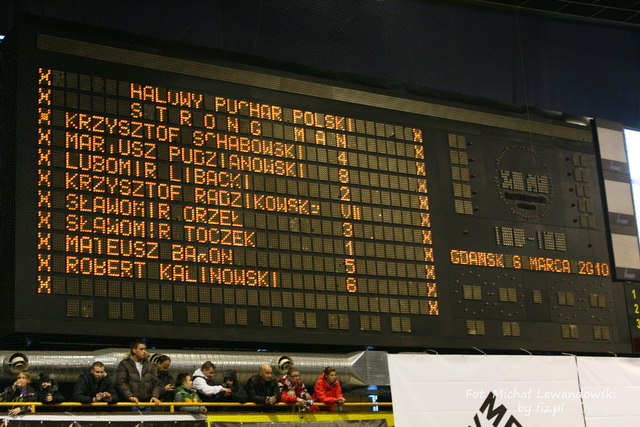 HALOWY PUCHAR POLSKI
STRONG MAN
KRZYSZTOF SCHABOWSKI 4
MARIUSZ PUDZIANOWSKI 8
LUBOMIR LIBACKI 2
KRZYSZTOF RADZIKOWSKI
SŁAWOMIR ORZEŁ 3
SŁAWOMIR TOCZEK 1
MATEUSZ BARON 5
ROBERT KALINOWSKI 6
GDAŃSK 6 MARCA 2010
Fot. Michał Lewandowski
by fiz.pl